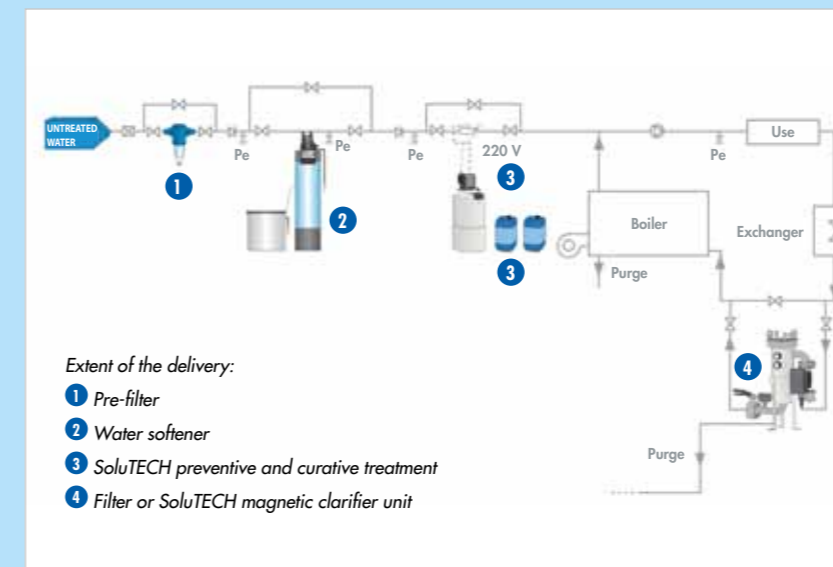 UNTREATED
WATER
Pe
Pe
Pe
220 V
Pe
Use
1
2
3
3
Boiler
Exchanger
Purge
4
Purge
Extent of the delivery:
1 Pre-filter
2 Water softener
3 SoluTECH preventive and curative treatment
4 Filter or SoluTECH magnetic clarifier unit